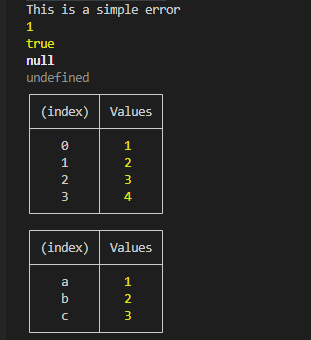 This is a simple error
1
true
null
undefined
(index) Values
0 1
1 2
2 3
3 4
(index) Values
a 1
b 2
c 3